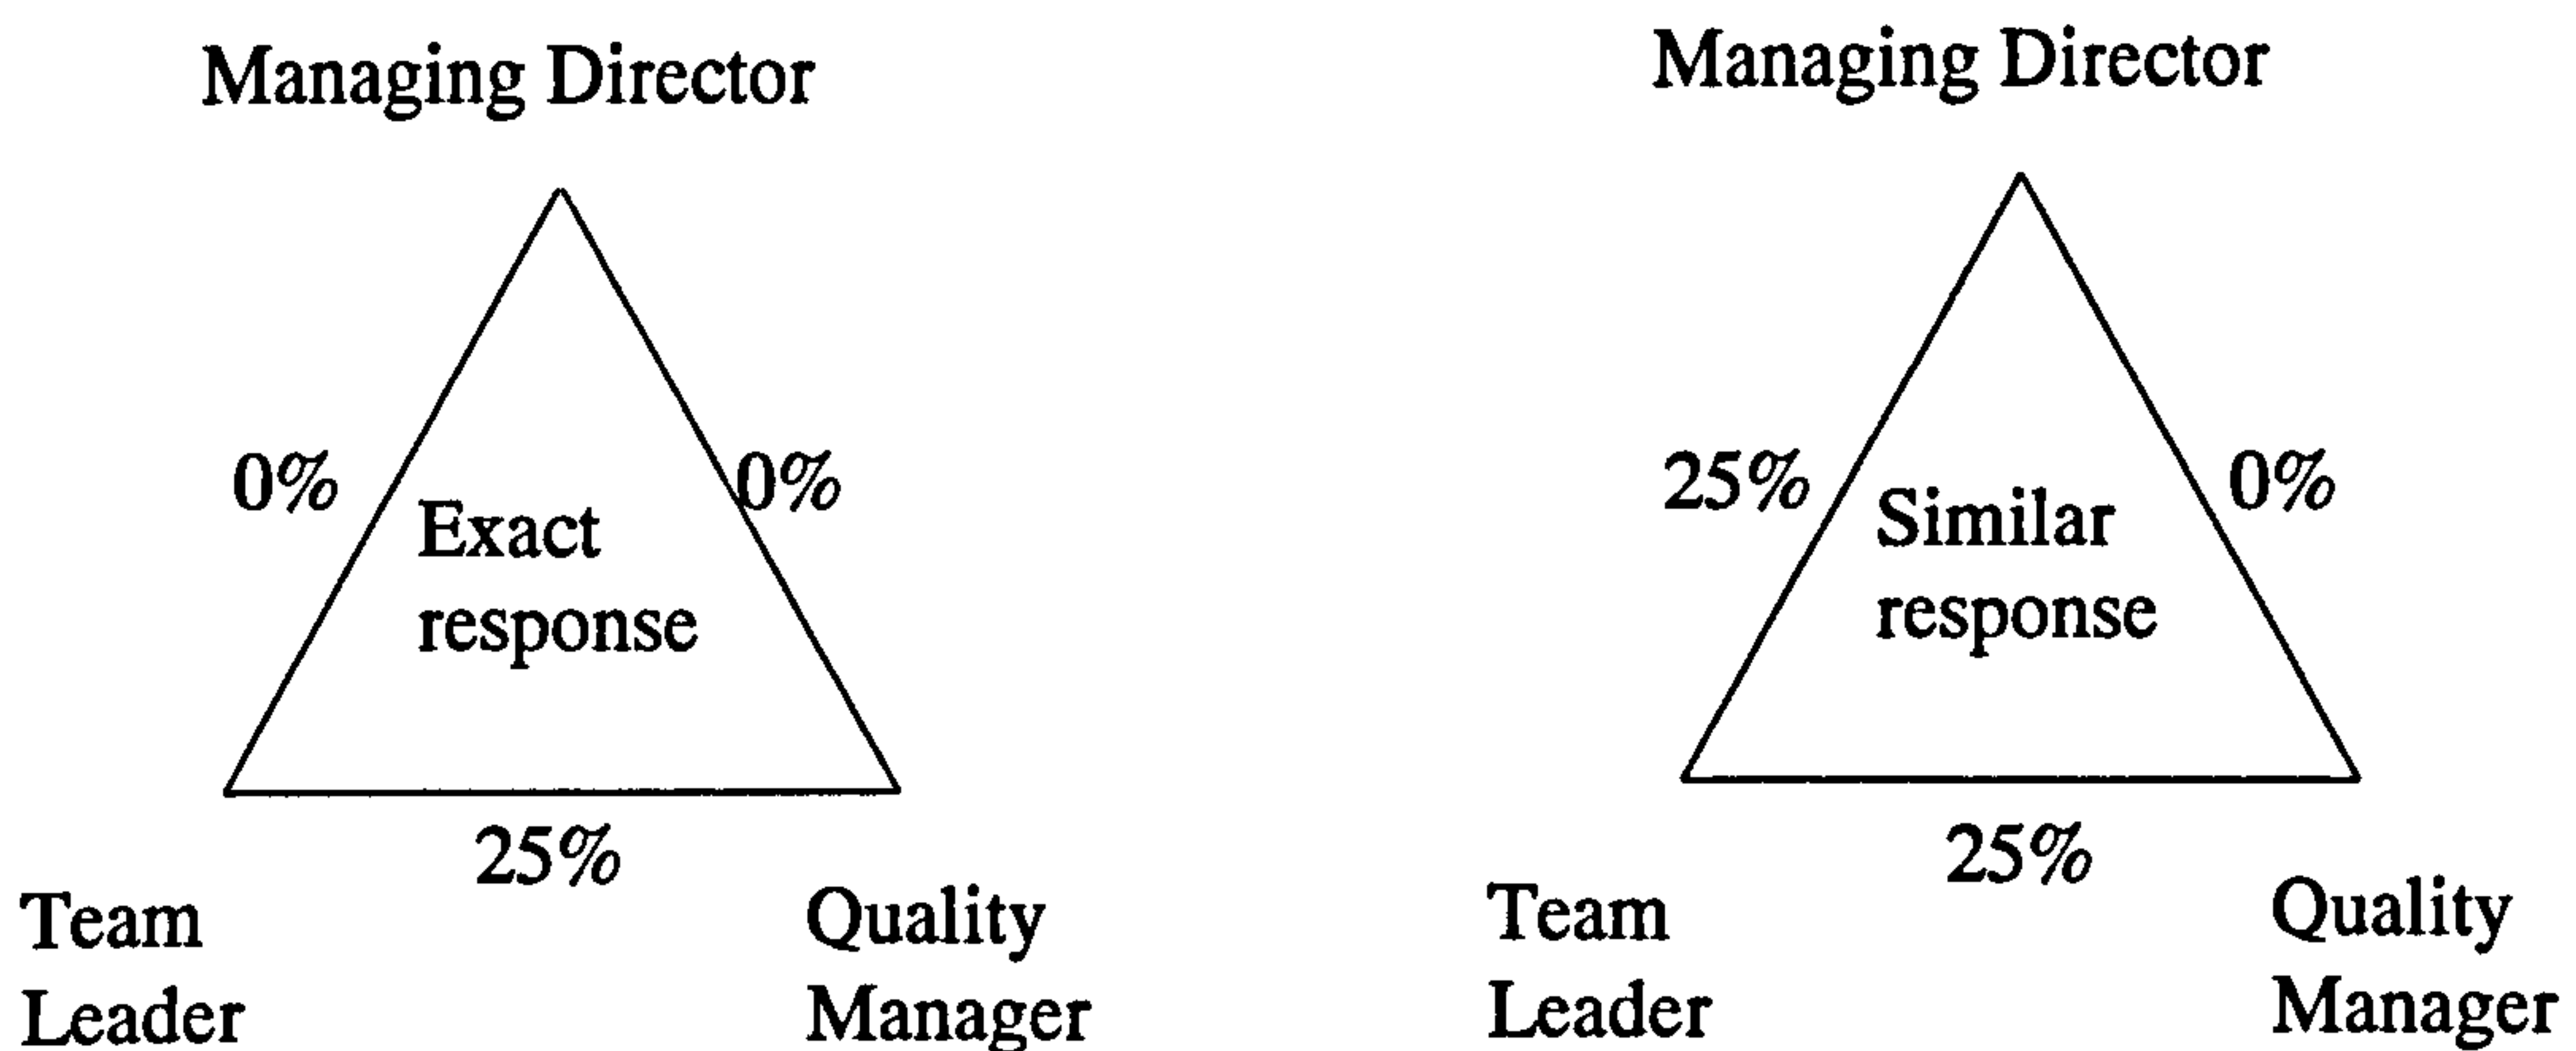 Managing Director
0%
0%
Exact
response
25%
Team
Leader
Quality
Manager
Managing Director
25%
0%
Similar
response
25%
Team
Leader
Quality
Manager